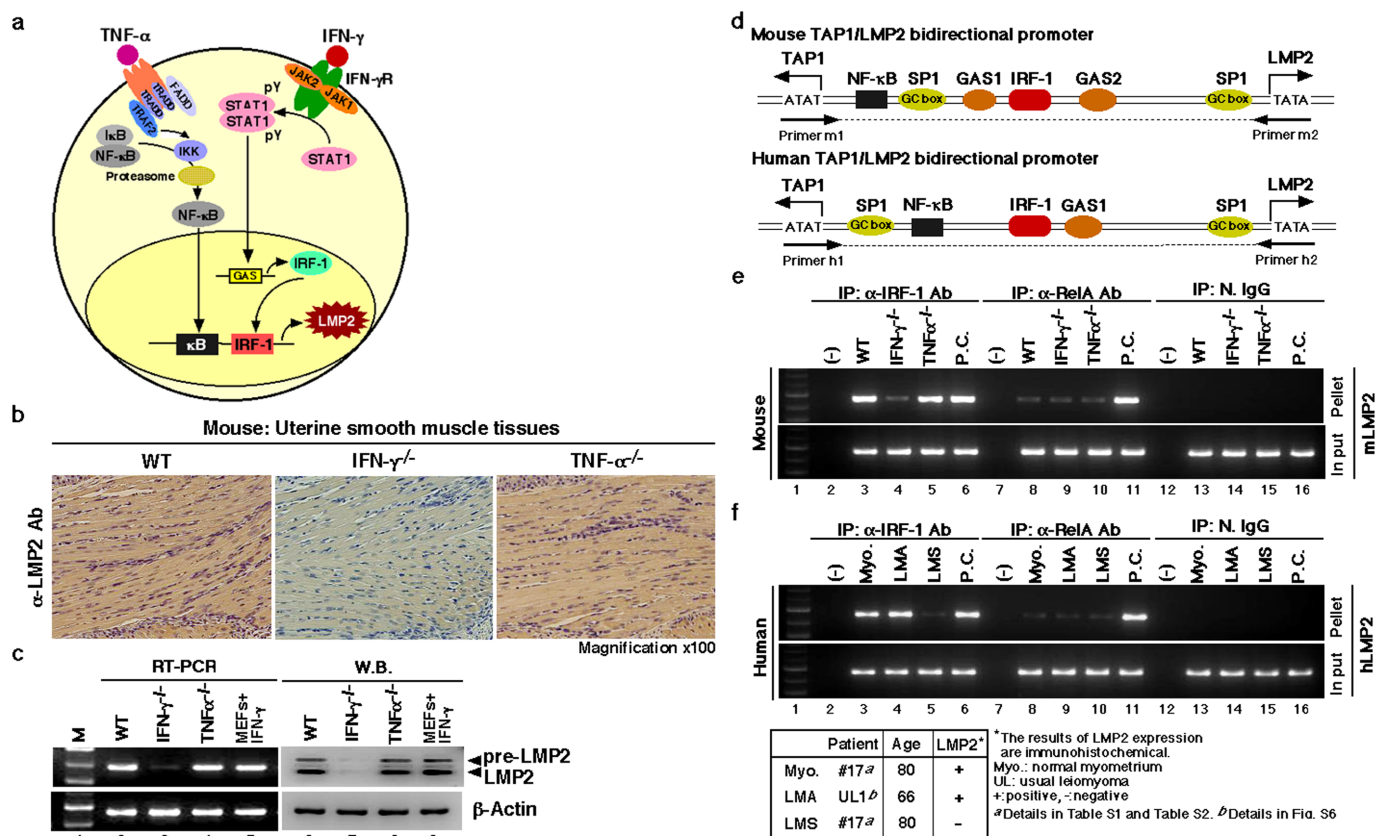 a
TNF-α
IFN-γ
TRADD
TRADD
FADD
TRAF2
JAK2
JAK1
IFN-γR
pY
STAT1
STAT1
pY
STAT1
IκB
NF-κB
IKK
Proteasome
NF-κB
GAS
IRF-1
LMP2
κB
IRF-1
b
Mouse: Uterine smooth muscle tissues
WT
IFN-γ-/-
TNF-α-/-
α-LMP2 Ab
Magnification x100
c
RT-PCR
W.B.
M
WT
IFN-γ-/-
TNFα-/-
MEFs+
IFN-γ
WT
IFN-γ-/-
TNFα-/-
MEFs+
IFN-γ
pre-LMP2
LMP2
β-Actin
d
Mouse TAP1/LMP2 bidirectional promoter
TAP1
NF-κB
SP1
GAS1
IRF-1
GAS2
SP1
LMP2
ATAT
GC box
GC box
TATA
Primer m1
Primer m2
Human TAP1/LMP2 bidirectional promoter
TAP1
SP1
NF-κB
IRF-1
GAS1
SP1
LMP2
ATAT
GC box
GC box
TATA
Primer h1
Primer h2
e
IP: α-IRF-1 Ab
IP: α-RelA Ab
IP: N. IgG
(-)
WT
IFN-γ-/-
TNFα-/-
P.C.
(-)
WT
IFN-γ-/-
TNFα-/-
P.C.
(-)
WT
IFN-γ-/-
TNFα-/-
P.C.
Mouse
Pellet
In put
mLMP2
1 2 3 4 5 6 7 8 9 10 11 12 13 14 15 16
f
IP: α-IRF-1 Ab
IP: α-RelA Ab
IP: N. IgG
(-)
Myo.
LMA
LMS
P.C.
(-)
Myo.
LMA
LMS
P.C.
(-)
Myo.
LMA
LMS
P.C.
Human
Pellet
In put
hLMP2
1 2 3 4 5 6 7 8 9 10 11 12 13 14 15 16
Patient Age LMP2*
Myo. #17a 80 +
LMA UL1b 66 +
LMS #17a 80 -
*The results of LMP2 expression
are immunohistochemical.
Myo.: normal myometrium
UL: usual leiomyoma
+:positive, -:negative
aDetails in Table S1 and Table S2. bDetails in Fig. S6